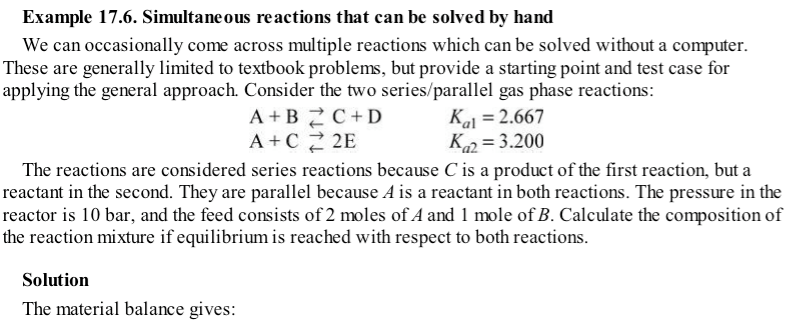 Example 17.6. Simultaneous reactions that can be solved by hand
We can occasionally come across multiple reactions which can be solved without a computer.
These are generally limited to textbook problems, but provide a starting point and test case for
applying the general approach. Consider the two series/parallel gas phase reactions:
A + B ⇄ C + D K_{a1} = 2.667
A + C ⇄ 2E K_{a2} = 3.200
The reactions are considered series reactions because C is a product of the first reaction, but a
reactant in the second. They are parallel because A is a reactant in both reactions. The pressure in the
reactor is 10 bar, and the feed consists of 2 moles of A and 1 mole of B. Calculate the composition of
the reaction mixture if equilibrium is reached with respect to both reactions.
Solution
The material balance gives: